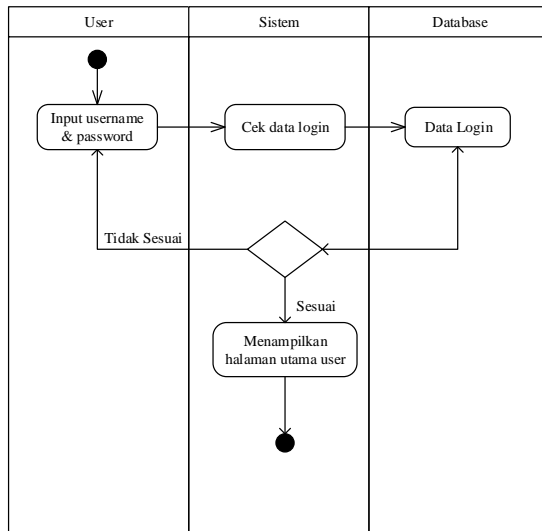 User
Sistem
Database
Input username
& password
Cek data login
Data Login
Tidak Sesuai
Sesuai
Menampilkan
halaman utama user